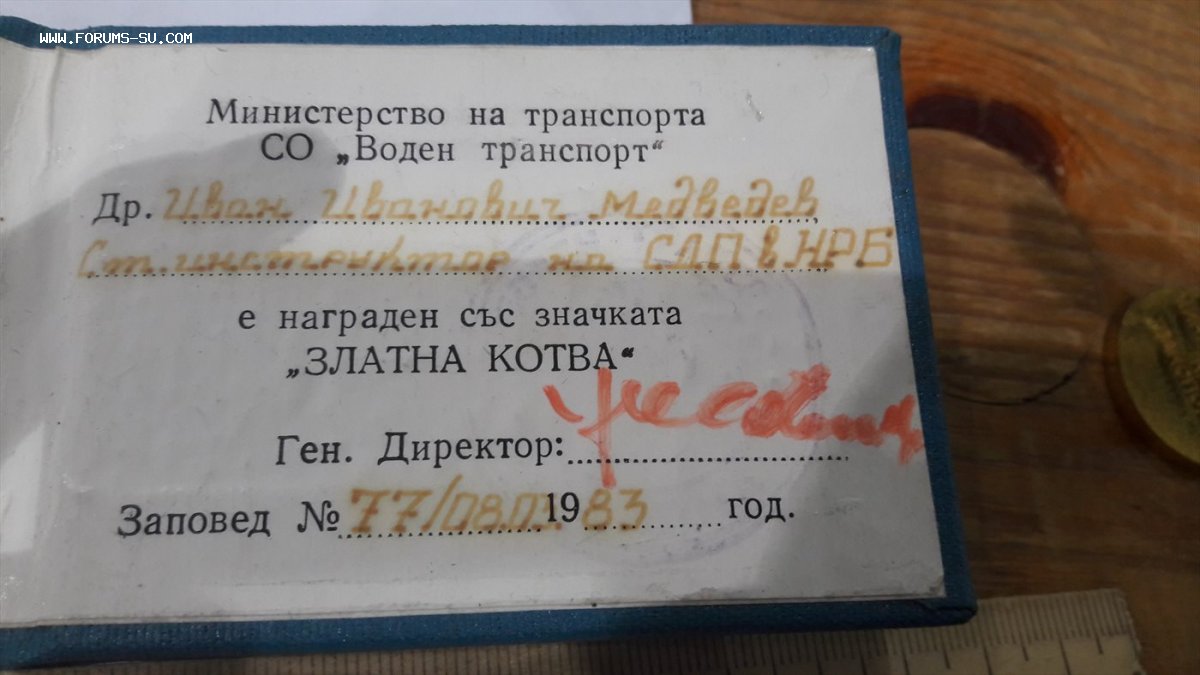 WWW.FORUMS-SU.COM
Министерство на транспорта
СО „Воден транспорт“
Др. Иван Иванович Медведев,
Ст. инструктор на СДП в НРБ
е награден със значката
„ЗЛАТНА КОТВА“
Ген. Директор:
Заповед № 77/08.03. 1983 год.